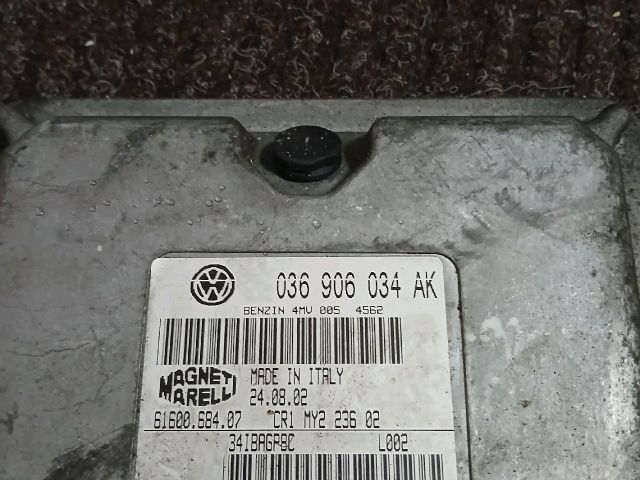 036 906 034 AK
BENZIN 4MV 005 4562
MAGNETI MARELLI
MADE IN ITALY
24.08.02
61600.684.07 CR1 MY2 236 02
34IBAGP8C L002